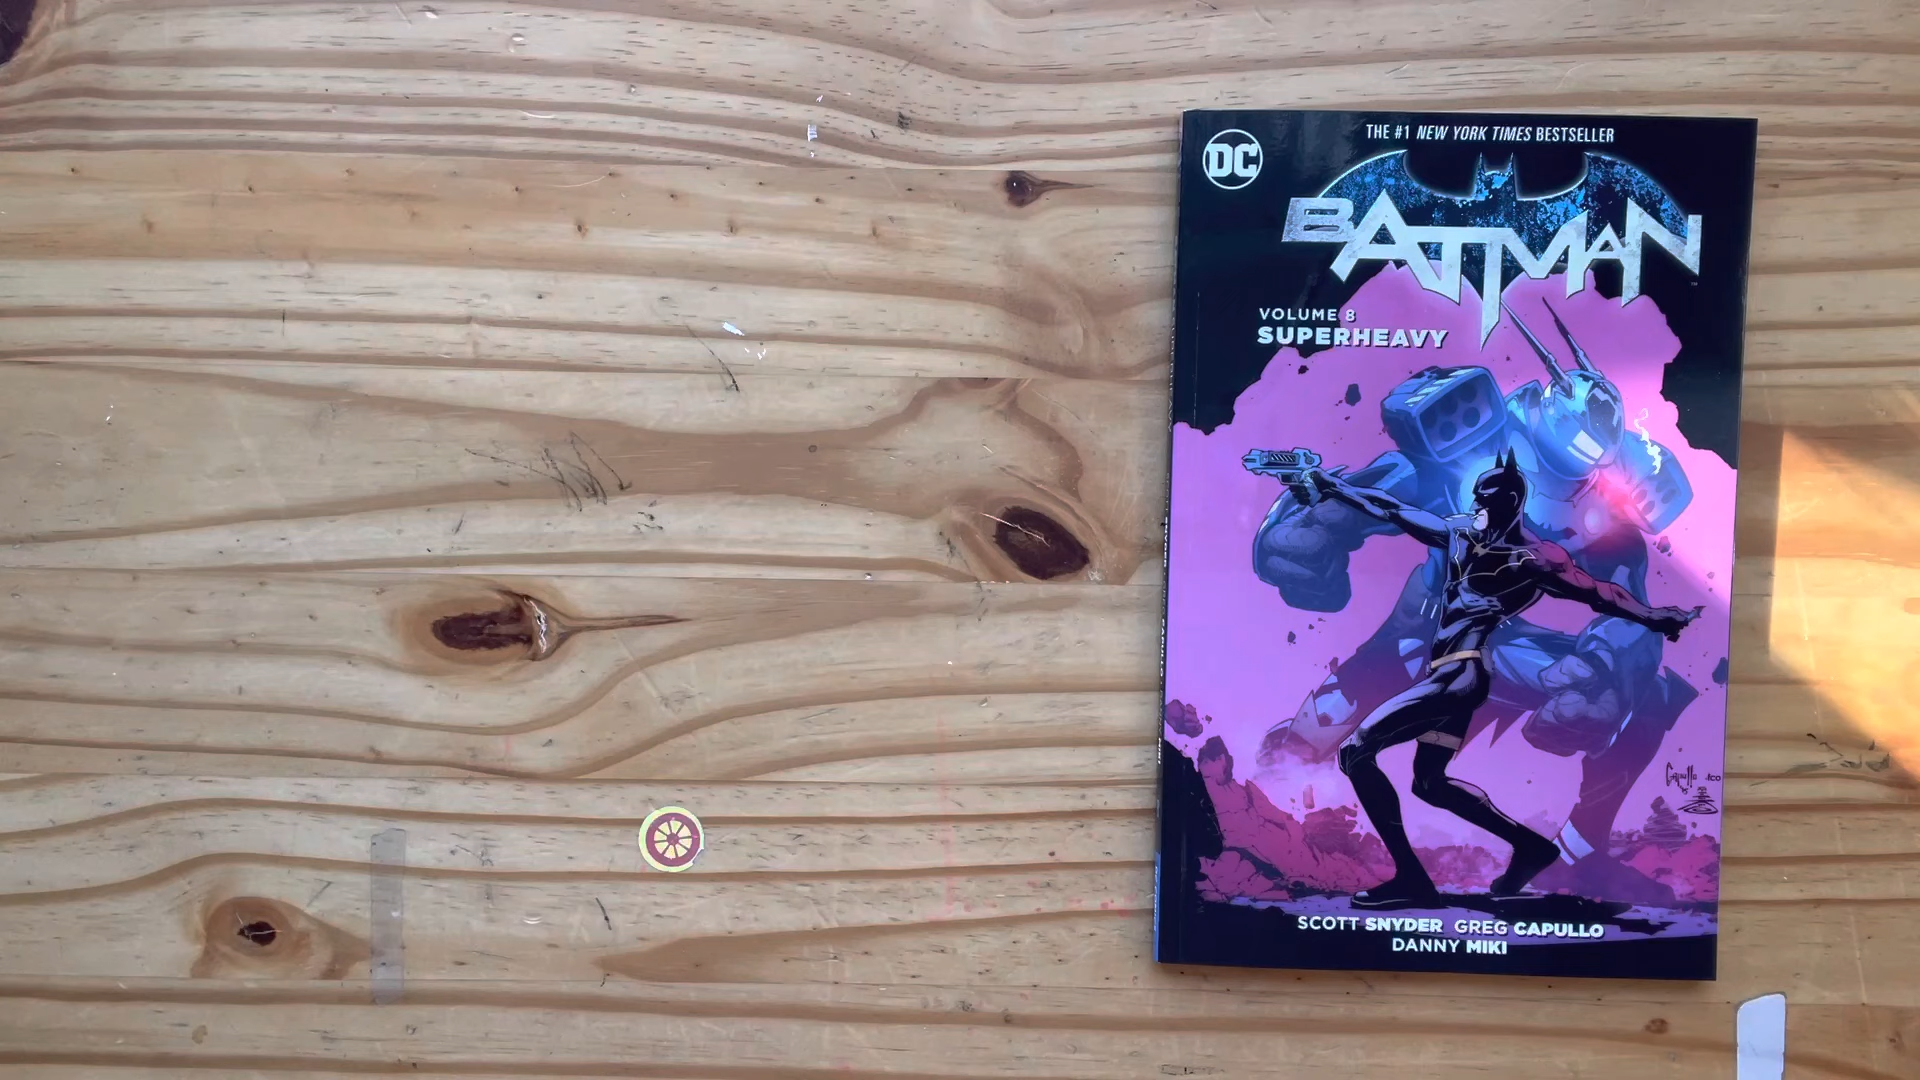 THE #1 NEW YORK TIMES BESTSELLER
DC
BATMAN
VOLUME 8
SUPERHEAVY
SCOTT SNYDER GREG CAPULLO
DANNY MIKI